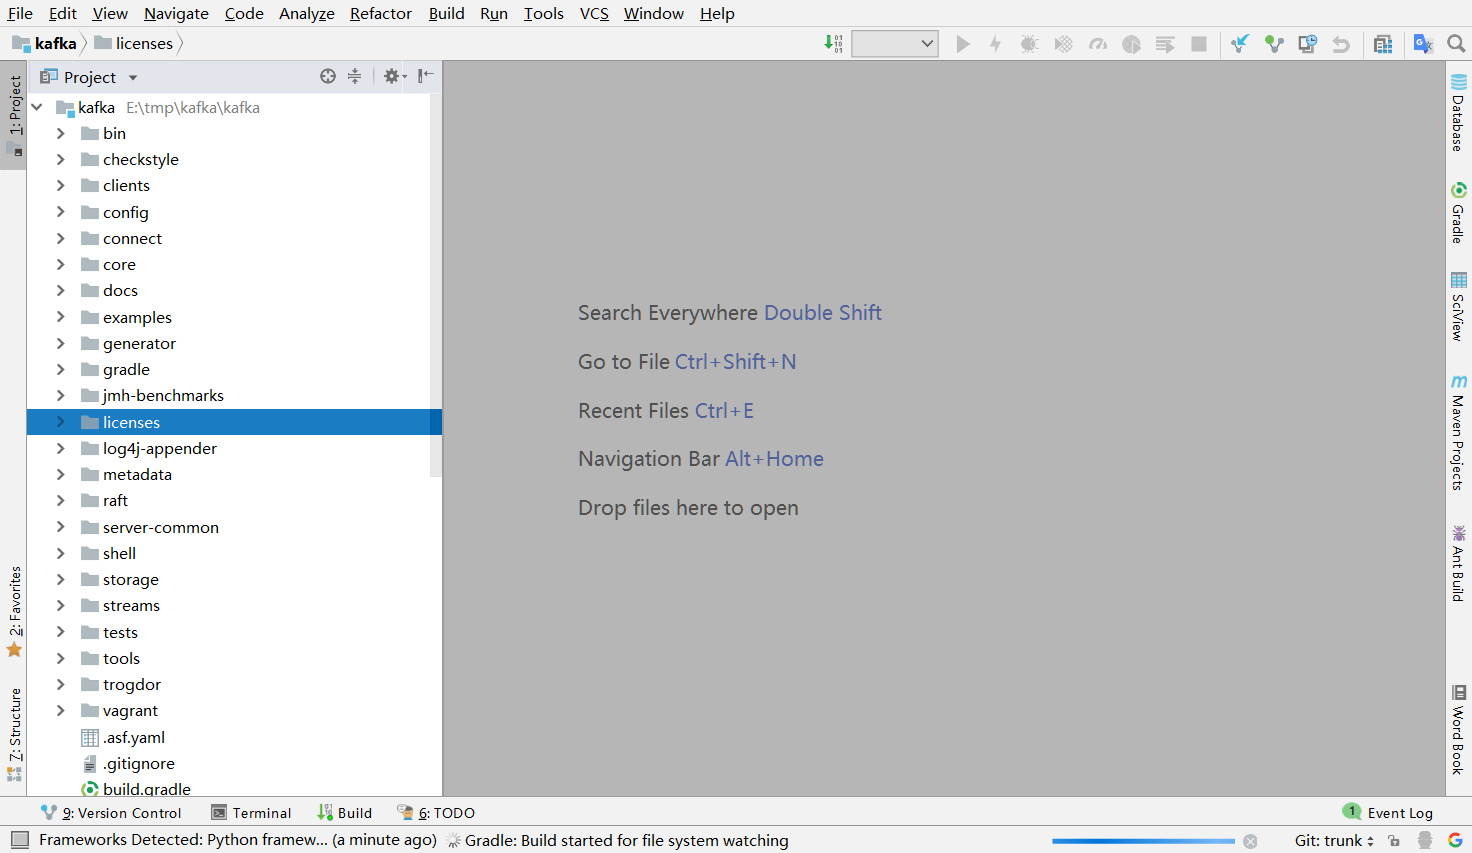 File Edit View Navigate Code Analyze Refactor Build Run Tools VCS Window Help
kafka licenses
Project
kafka E:\tmp\kafka\kafka
bin
checkstyle
clients
config
connect
core
docs
examples
generator
gradle
jmh-benchmarks
licenses
log4j-appender
metadata
raft
server-common
shell
storage
streams
tests
tools
trogdor
vagrant
.asf.yaml
.gitignore
build.gradle
1: Project
2: Favorites
7: Structure
Search Everywhere Double Shift
Go to File Ctrl+Shift+N
Recent Files Ctrl+E
Navigation Bar Alt+Home
Drop files here to open
Database
Gradle
SciView
Maven Projects
Ant Build
Word Book
9: Version Control Terminal Build 6: TODO 1 Event Log
Frameworks Detected: Python framew... (a minute ago) Gradle: Build started for file system watching Git: trunk